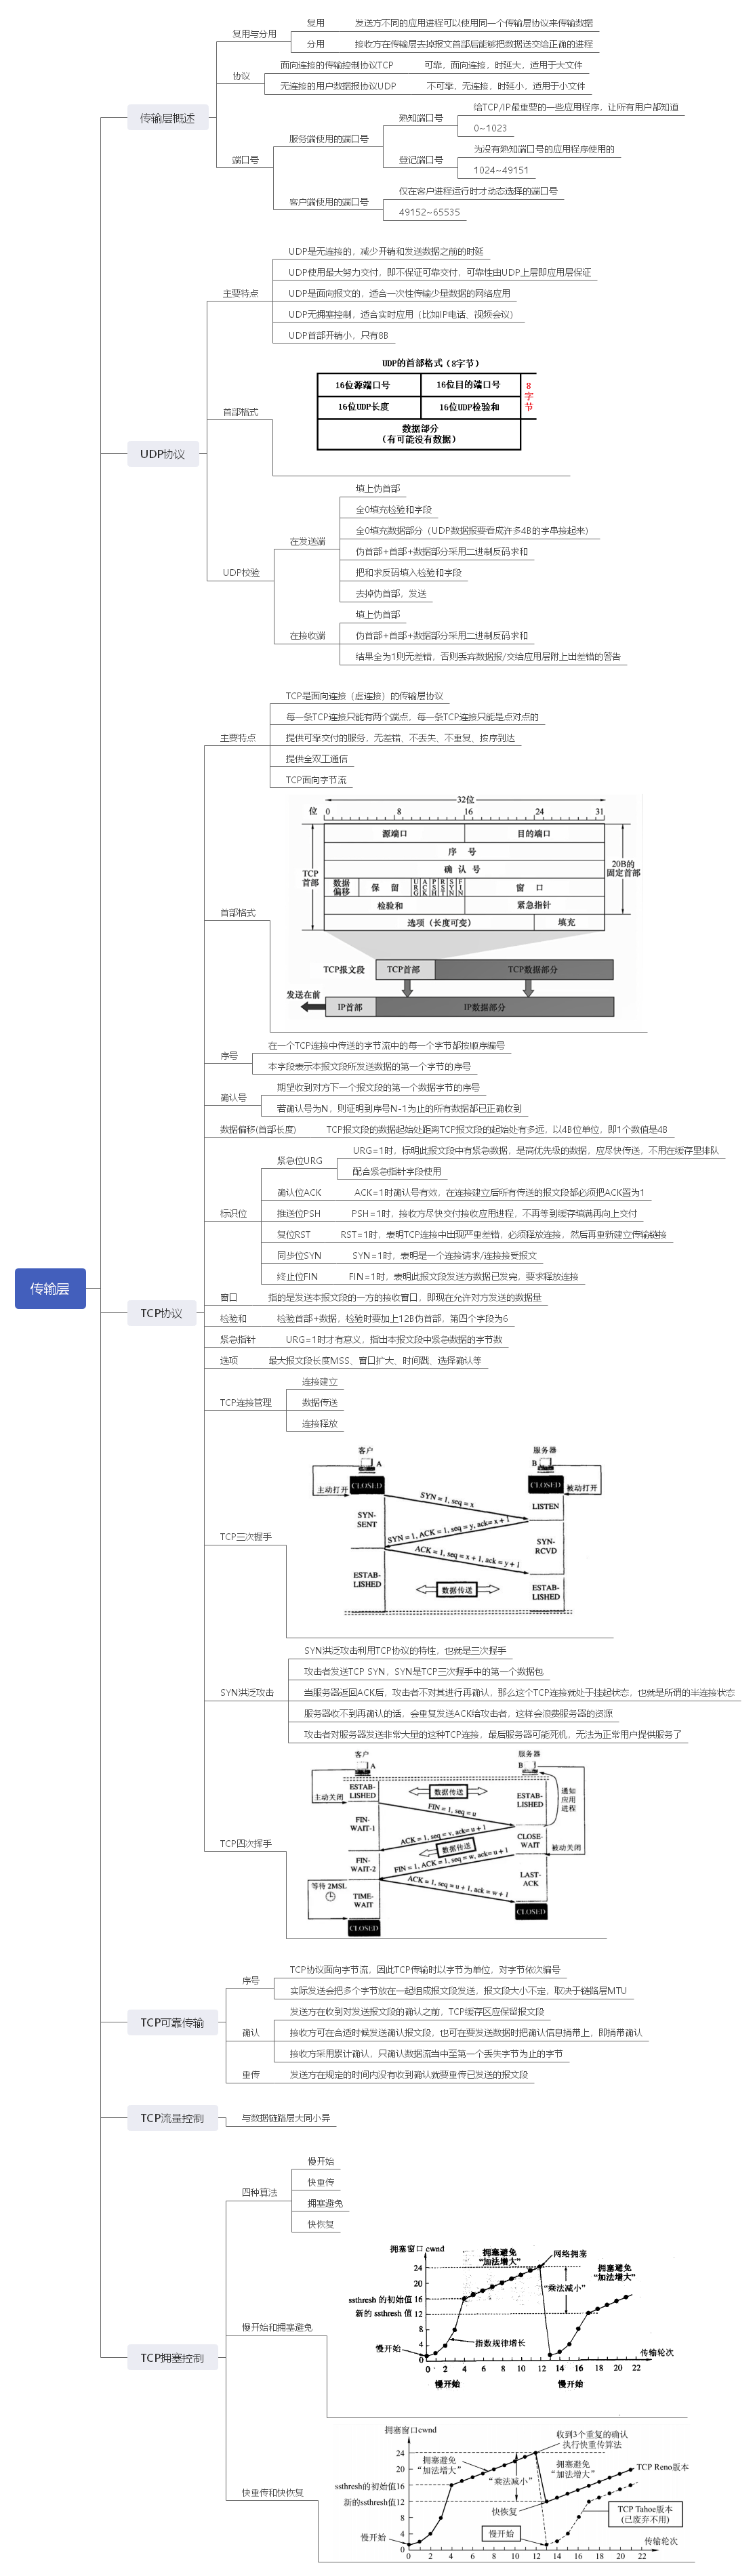 传输层
传输层概述
复用与分用
复用
发送方不同的应用进程可以使用同一个传输层协议来传输数据
分用
接收方在传输层去掉报文首部后能够把数据送交给正确的进程
协议
面向连接的传输控制协议TCP
可靠，面向连接，时延大，适用于大文件
无连接的用户数据报协议UDP
不可靠，无连接，时延小，适用于小文件
端口号
服务端使用的端口号
熟知端口号
给TCP/IP最重要的一些应用程序，让所有用户都知道
0~1023
登记端口号
为没有熟知端口号的应用程序使用的
1024~49151
客户端使用的端口号
仅在客户进程运行时才动态选择的端口号
49152~65535
UDP协议
主要特点
UDP是无连接的，减少开销和发送数据之前的时延
UDP使用最大努力交付，即不保证可靠交付，可靠性由UDP上层即应用层保证
UDP是面向报文的，适合一次性传输少量数据的网络应用
UDP无拥塞控制，适合实时应用（比如IP电话、视频会议）
UDP首部开销小，只有8B
首部格式
UDP的首部格式（8字节）
16位源端口号
16位目的端口号
16位UDP长度
16位UDP检验和
8字节
数据部分
（有可能没有数据）
UDP校验
在发送端
填上伪首部
全0填充检验和字段
全0填充数据部分（UDP数据报要看成许多4B的字串接起来）
伪首部+首部+数据部分采用二进制反码求和
把和求反码填入检验和字段
去掉伪首部，发送
在接收端
填上伪首部
伪首部+首部+数据部分采用二进制反码求和
结果全为1则无差错，否则丢弃数据报/交给应用层附上出差错的警告
TCP协议
主要特点
TCP是面向连接（虚连接）的传输层协议
每一条TCP连接只能有两个端点，每一条TCP连接只能是点对点的
提供可靠交付的服务，无差错、不丢失、不重复、按序到达
提供全双工通信
TCP面向字节流
首部格式
32位
位 0 8 16 24 31
TCP首部
源端口 目的端口
序 号
确 认 号
数据偏移 保 留 URG ACK PSH RST SYN FIN 窗 口
检验和 紧急指针
选项（长度可变） 填充
20B的固定首部
TCP报文段 TCP首部 TCP数据部分
发送在前 IP首部 IP数据部分
序号
在一个TCP连接中传送的字节流中的每一个字节都按顺序编号
本字段表示本报文段所发送数据的第一个字节的序号
确认号
期望收到对方下一个报文段的第一个数据字节的序号
若确认号为N，则证明到序号N-1为止的所有数据都已正确收到
数据偏移(首部长度)
TCP报文段的数据起始处距离TCP报文段的起始处有多远，以4B位单位，即1个数值是4B
标识位
紧急位URG
URG=1时，标明此报文段中有紧急数据，是高优先级的数据，应尽快传送，不用在缓存里排队
配合紧急指针字段使用
确认位ACK
ACK=1时确认号有效，在连接建立后所有传送的报文段都必须把ACK置为1
推送位PSH
PSH=1时，接收方尽快交付接收应用进程，不再等到缓存填满再向上交付
复位RST
RST=1时，表明TCP连接中出现严重差错，必须释放连接，然后再重新建立传输链接
同步位SYN
SYN=1时，表明是一个连接请求/连接接受报文
终止位FIN
FIN=1时，表明此报文段发送方数据已发完，要求释放连接
窗口
指的是发送本报文段的一方的接收窗口，即现在允许对方发送的数据量
检验和
检验首部+数据，检验时要加上12B伪首部，第四个字段为6
紧急指针
URG=1时才有意义，指出本报文段中紧急数据的字节数
选项
最大报文段长度MSS、窗口扩大、时间戳、选择确认等
TCP连接管理
连接建立
数据传送
连接释放
TCP三次握手
客户 服务器
A B
CLOSED CLOSED
主动打开 被动打开
SYN = 1, seq = x
LISTEN
SYN-SENT
SYN = 1, ACK = 1, seq = y, ack= x + 1
SYN-RCVD
ACK = 1, seq = x + 1, ack = y + 1
ESTAB-LISHED
数据传送
ESTAB-LISHED
SYN洪泛攻击
SYN洪泛攻击利用TCP协议的特性，也就是三次握手
攻击者发送TCP SYN，SYN是TCP三次握手中的第一个数据包
当服务器返回ACK后，攻击者不对其进行再确认，那么这个TCP连接就处于挂起状态，也就是所谓的半连接状态
服务器收不到再确认的话，会重复发送ACK给攻击者，这样会浪费服务器的资源
攻击者对服务器发送非常大量的这种TCP连接，最后服务器可能死机，无法为正常用户提供服务了
TCP四次挥手
客户 服务器
A B
ESTAB-LISHED
数据传送
ESTAB-LISHED
通知应用进程
主动关闭
FIN = 1, seq = u
FIN-WAIT-1
ACK = 1, seq = v, ack= u + 1
CLOSE-WAIT
数据传送
被动关闭
FIN-WAIT-2
FIN = 1, ACK = 1, seq = w, ack= u + 1
LAST-ACK
ACK = 1, seq = u + 1, ack = w + 1
等待 2MSL
TIME-WAIT
CLOSED
CLOSED
TCP可靠传输
序号
TCP协议面向字节流，因此TCP传输时以字节为单位，对字节依次编号
实际发送会把多个字节放在一起组成报文段发送，报文段大小不定，取决于链路层MTU
确认
发送方在收到对发送报文段的确认之前，TCP缓存区应保留报文段
接收方可在合适时候发送确认报文段，也可在要发送数据时把确认信息捎带上，即捎带确认
接收方采用累计确认，只确认数据流当中至第一个丢失字节为止的字节
重传
发送方在规定的时间内没有收到确认就要重传已发送的报文段
TCP流量控制
与数据链路层大同小异
TCP拥塞控制
四种算法
慢开始
快重传
拥塞避免
快恢复
慢开始和拥塞避免
拥塞窗口 cwnd
拥塞避免
“加法增大”
网络拥塞
拥塞避免
“加法增大”
24
20
“乘法减小”
ssthresh 的初始值 16
新的 ssthresh 值 12
8
4
0
慢开始
指数规律增长
传输轮次
0 2 4 6 8 10 12 14 16 18 20 22
慢开始 慢开始
快重传和快恢复
拥塞窗口cwnd
收到3个重复的确认
执行快重传算法
24
20
拥塞避免
“加法增大”
拥塞避免
“加法增大”
TCP Reno版本
“乘法减小”
ssthresh的初始值16
新的ssthresh值12
快恢复
TCP Tahoe版本
(已废弃不用)
8
4
0
慢开始
慢开始
传输轮次
0 2 4 6 8 10 12 14 16 18 20 22